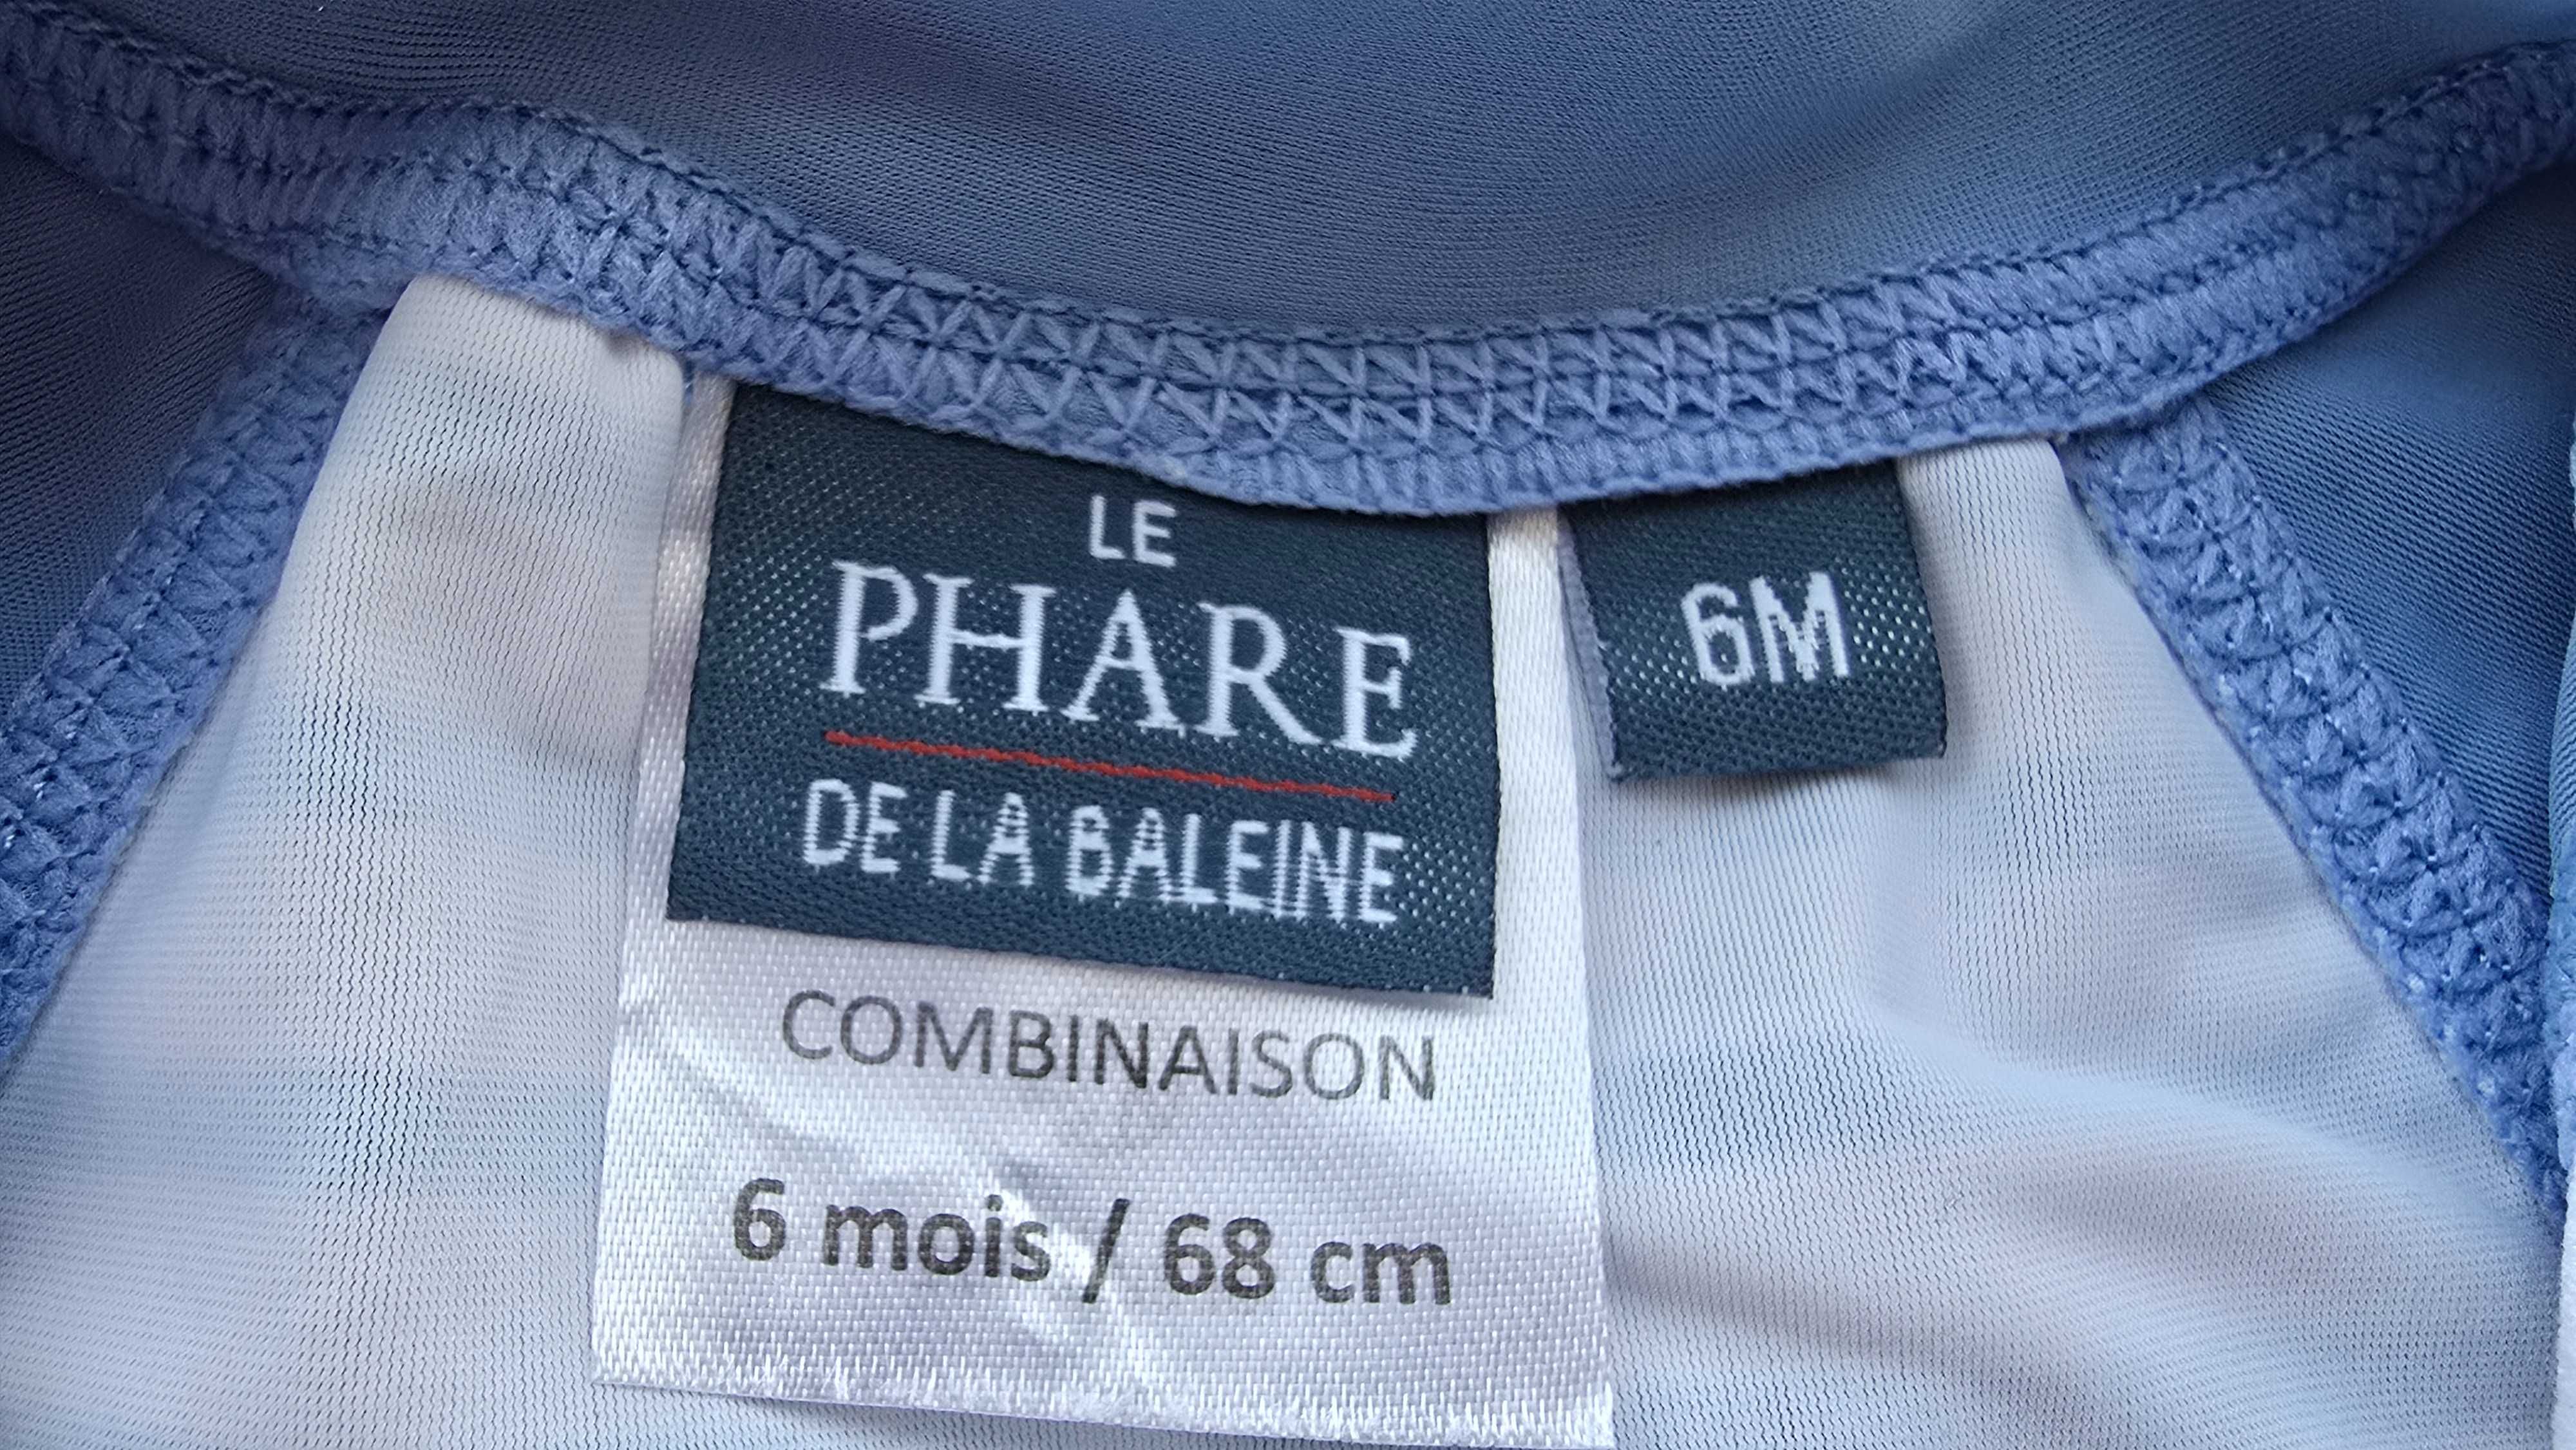 LE
PHARE
DE LA BALEINE
6M
COMBINAISON
6 mois / 68 cm